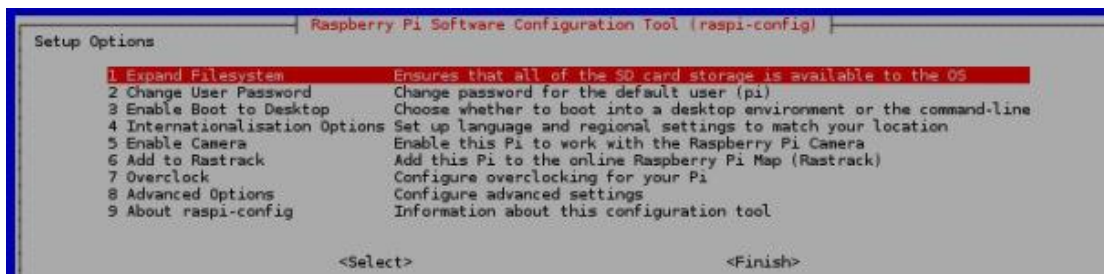 Raspberry Pi Software Configuration Tool (raspi-config)
Setup Options
1 Expand Filesystem Ensures that all of the SD card storage is available to the OS
2 Change User Password Change password for the default user (pi)
3 Enable Boot to Desktop Choose whether to boot into a desktop environment or the command-line
4 Internationalisation Options Set up language and regional settings to match your location
5 Enable Camera Enable this Pi to work with the Raspberry Pi Camera
6 Add to Rastrack Add this Pi to the online Raspberry Pi Map (Rastrack)
7 Overclock Configure overclocking for your Pi
8 Advanced Options Configure advanced settings
9 About raspi-config Information about this configuration tool
<Select> <Finish>